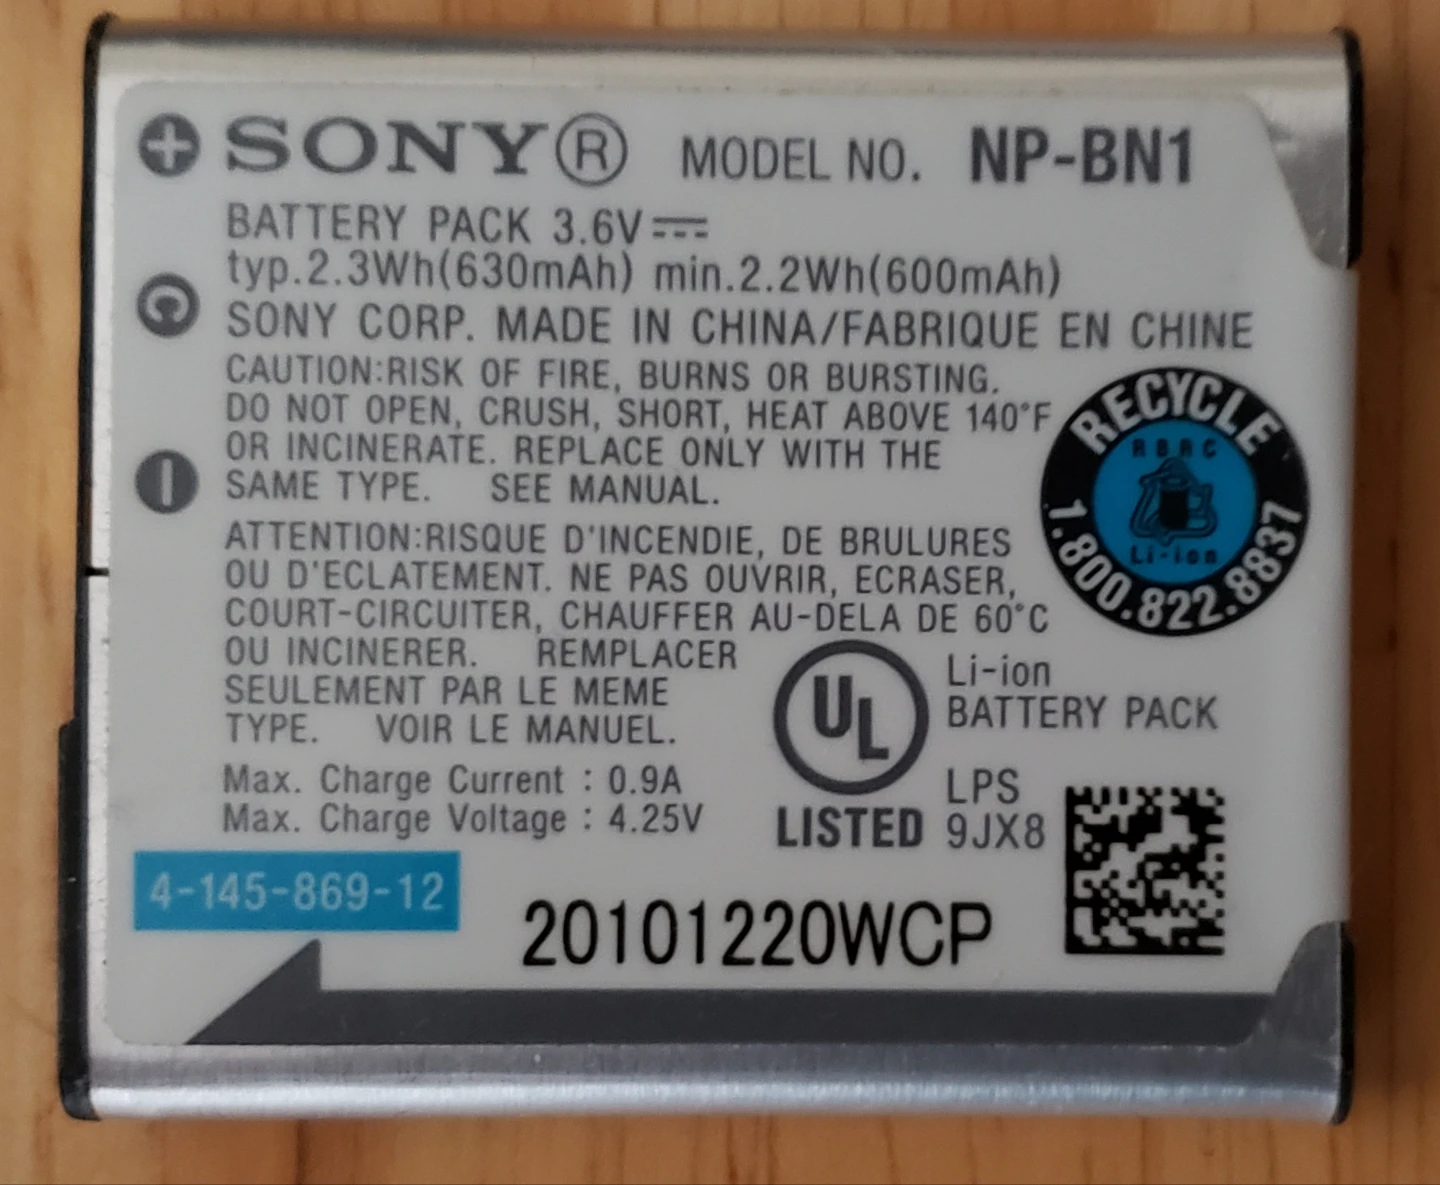 SONY® MODEL NO. NP-BN1
BATTERY PACK 3.6V⎓
typ.2.3Wh(630mAh) min.2.2Wh(600mAh)
C
SONY CORP. MADE IN CHINA/FABRIQUE EN CHINE
CAUTION:RISK OF FIRE, BURNS OR BURSTING.
DO NOT OPEN, CRUSH, SHORT, HEAT ABOVE 140°F
OR INCINERATE. REPLACE ONLY WITH THE
SAME TYPE. SEE MANUAL.
RECYCLE
RBRC
Li-ion
1.800.822.8837
ATTENTION:RISQUE D'INCENDIE, DE BRULURES
OU D'ECLATEMENT. NE PAS OUVRIR, ECRASER,
COURT-CIRCUITER, CHAUFFER AU-DELA DE 60°C
OU INCINERER. REMPLACER
SEULEMENT PAR LE MEME
TYPE. VOIR LE MANUEL.
UL
LISTED
Li-ion
BATTERY PACK
LPS
9JX8
Max. Charge Current : 0.9A
Max. Charge Voltage : 4.25V
4-145-869-12
20101220WCP